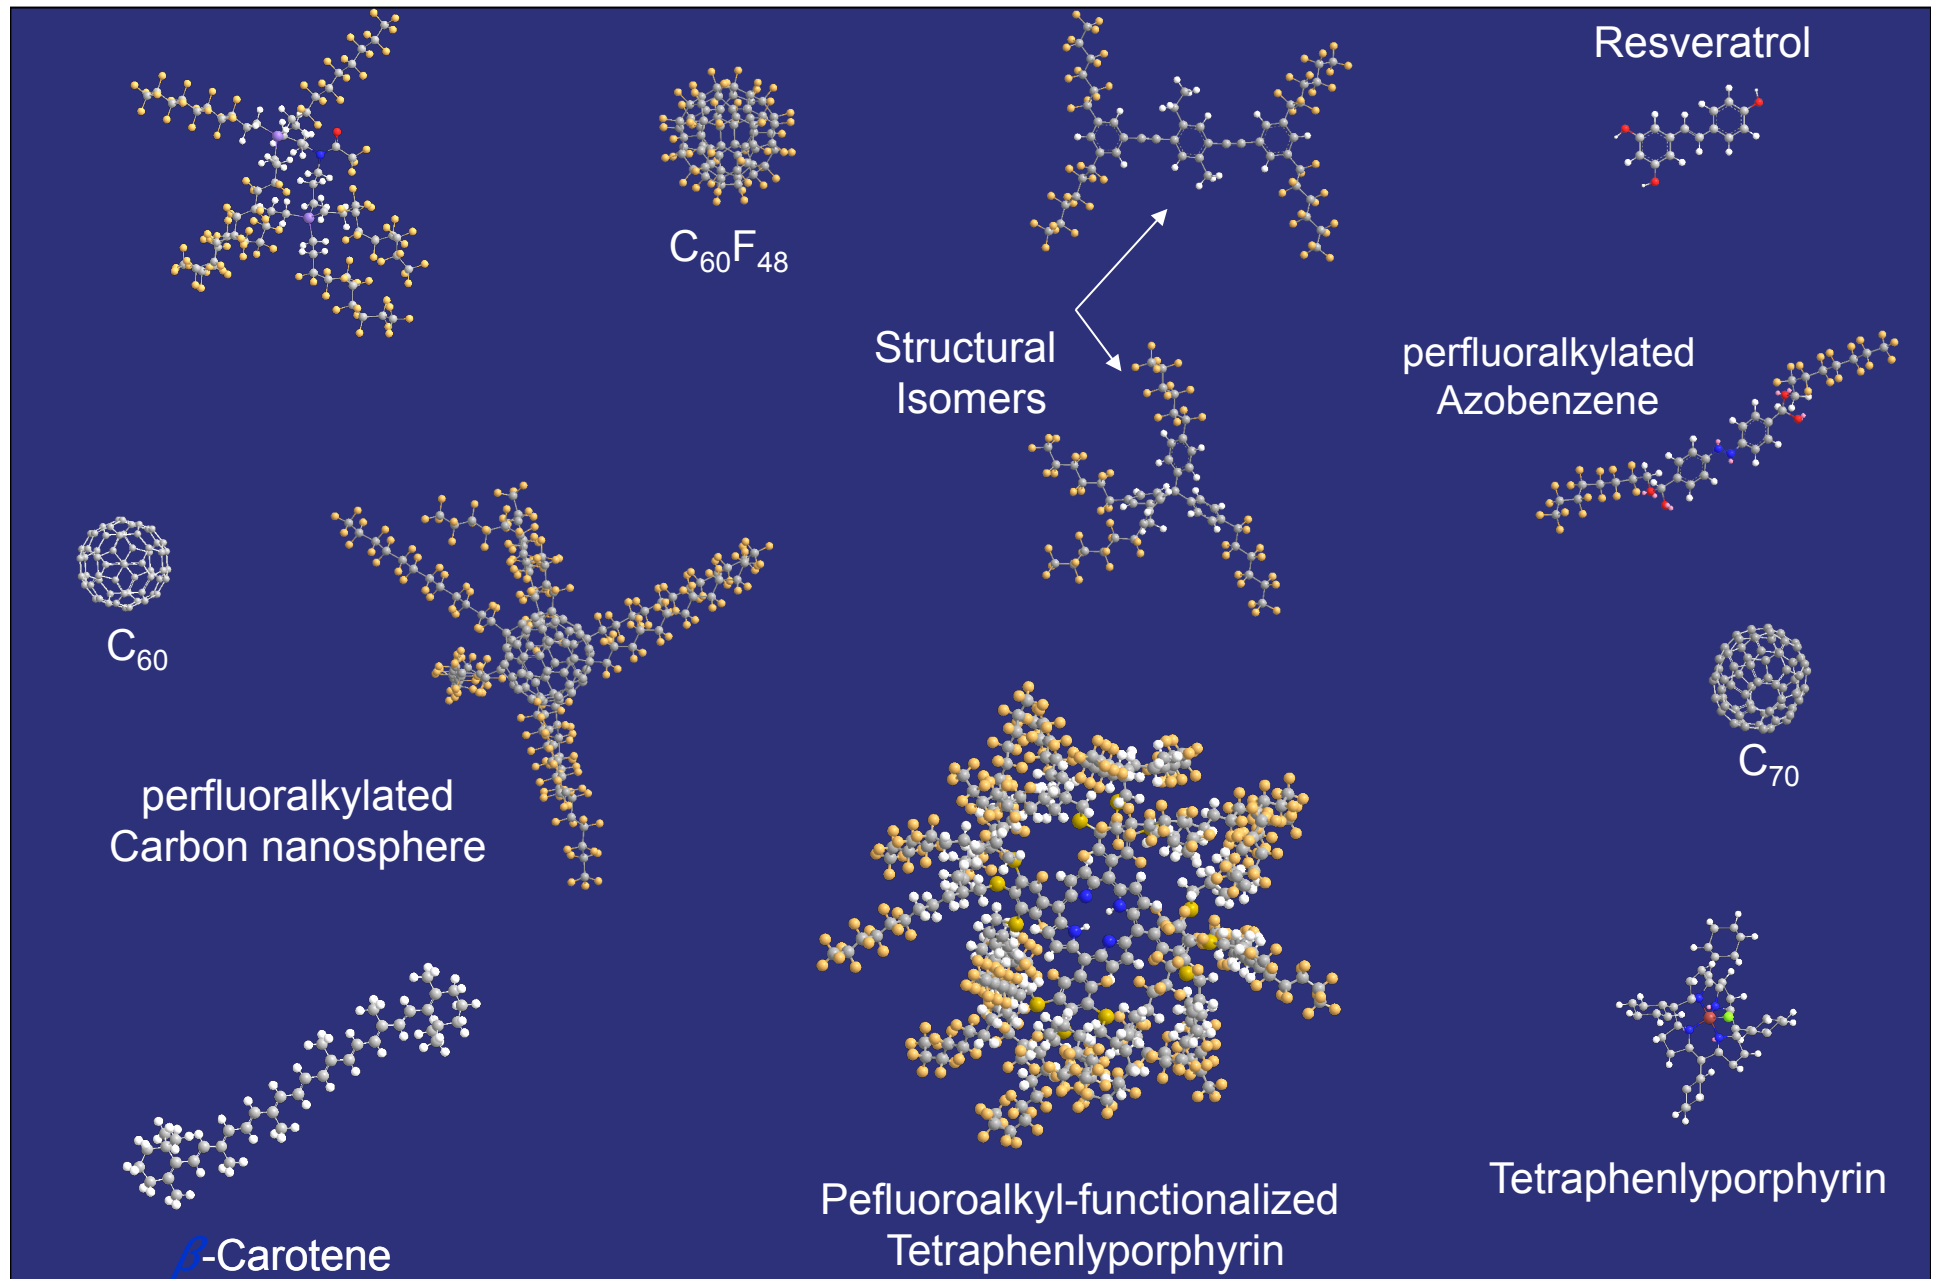 Resveratrol
C₆₀F₄₈
Structural
Isomers
perfluoralkylated
Azobenzene
C₆₀
C₇₀
perfluoralkylated
Carbon nanosphere
Pefluoroalkyl-functionalized
Tetraphenlyporphyrin
Tetraphenlyporphyrin
β-Carotene